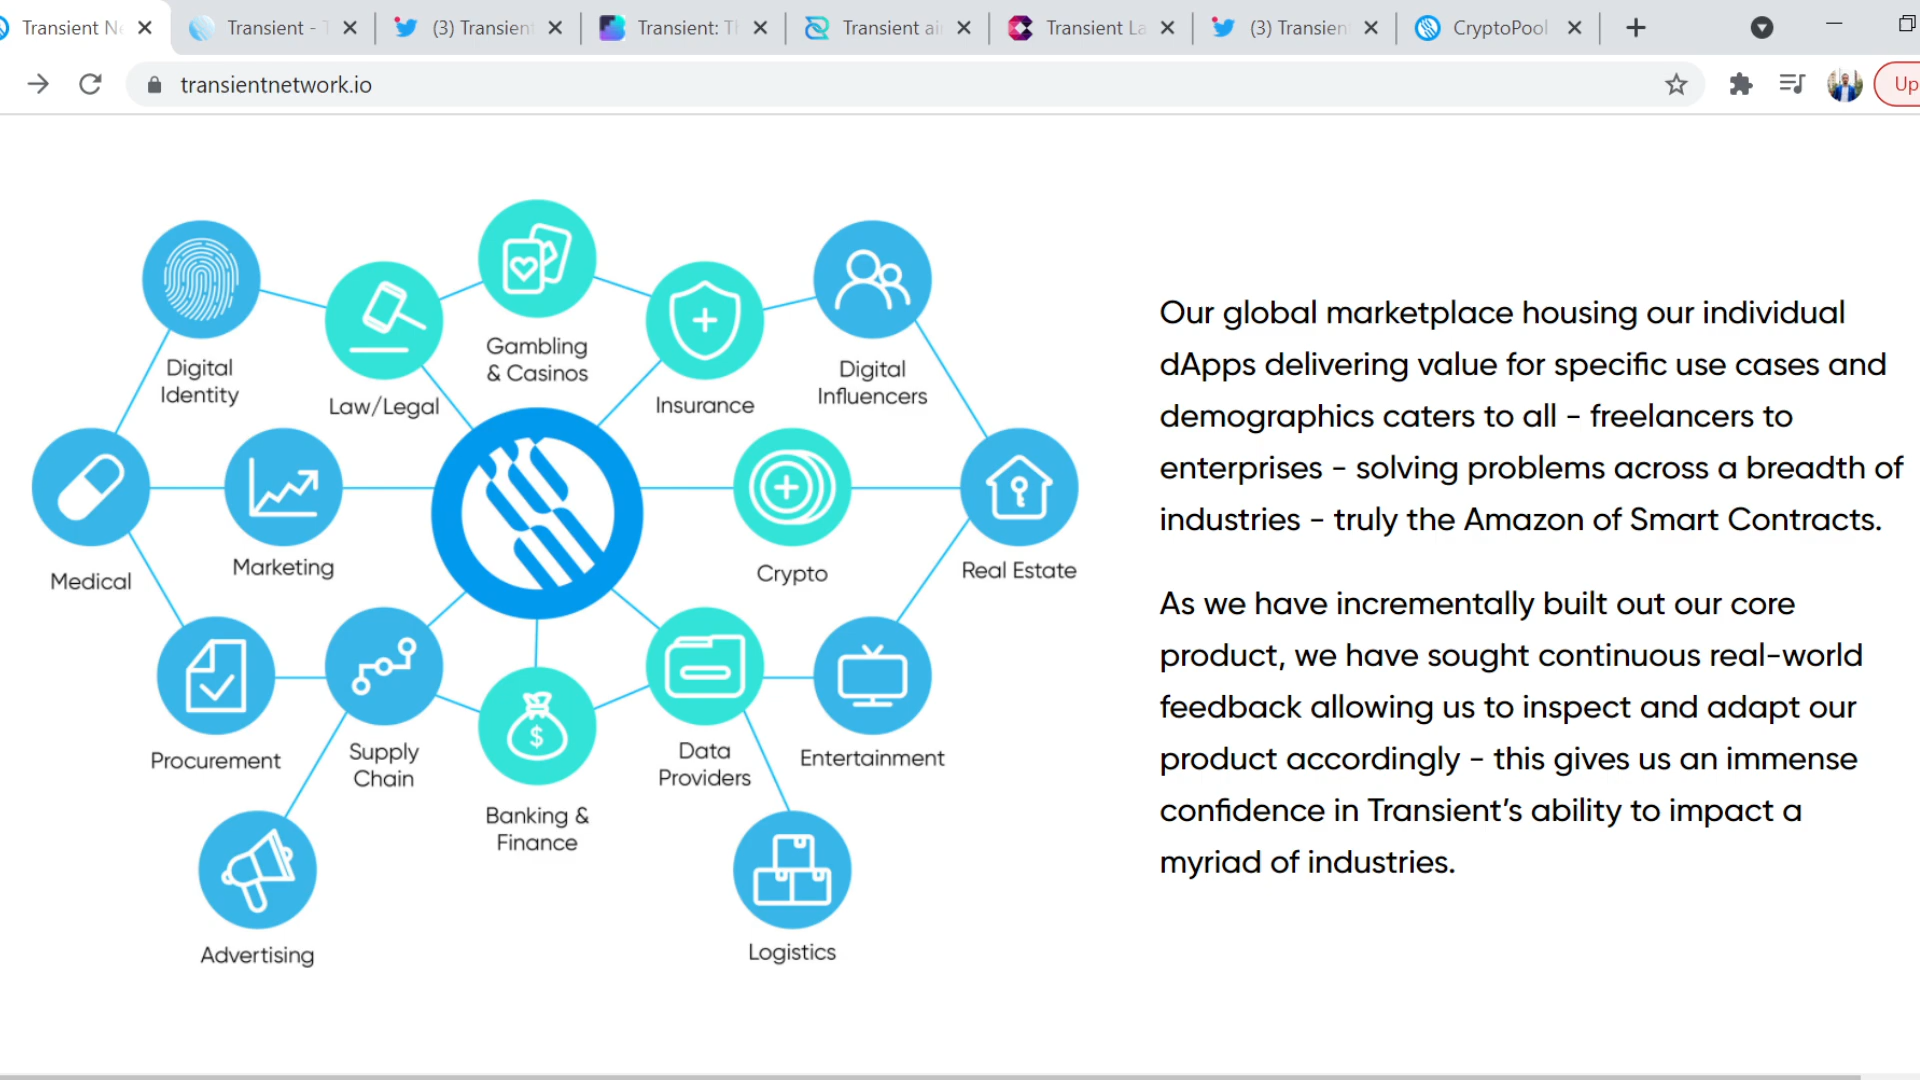 Transient Ne
Transient - T
(3) Transient
Transient: Th
Transient ai
Transient La
(3) Transient
CryptoPool
transientnetwork.io
Up
Digital
Identity
Law/Legal
Gambling
& Casinos
Insurance
Digital
Influencers
Medical
Marketing
Crypto
Real Estate
Procurement
Supply
Chain
Banking &
Finance
$
Data
Providers
Entertainment
Advertising
Logistics
Our global marketplace housing our individual
dApps delivering value for specific use cases and
demographics caters to all - freelancers to
enterprises - solving problems across a breadth of
industries - truly the Amazon of Smart Contracts.
As we have incrementally built out our core
product, we have sought continuous real-world
feedback allowing us to inspect and adapt our
product accordingly - this gives us an immense
confidence in Transient’s ability to impact a
myriad of industries.